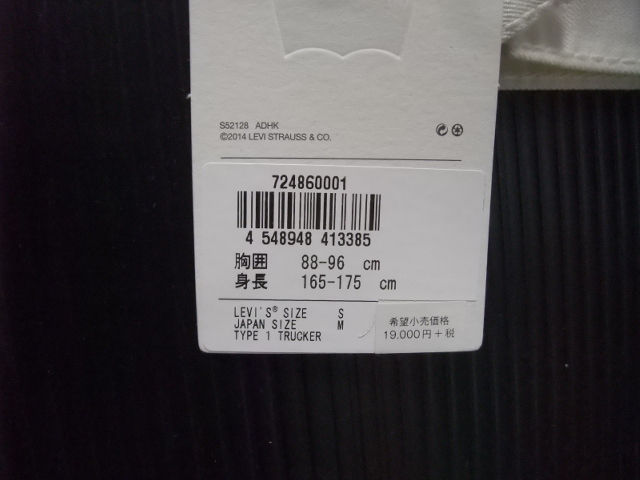 S52128 ADHK
©2014 LEVI STRAUSS & CO.
724860001
4 548948 413385
胸囲 88-96 cm
身長 165-175 cm
LEVI'S® SIZE S
JAPAN SIZE M
TYPE 1 TRUCKER
希望小売価格
19,000円+税